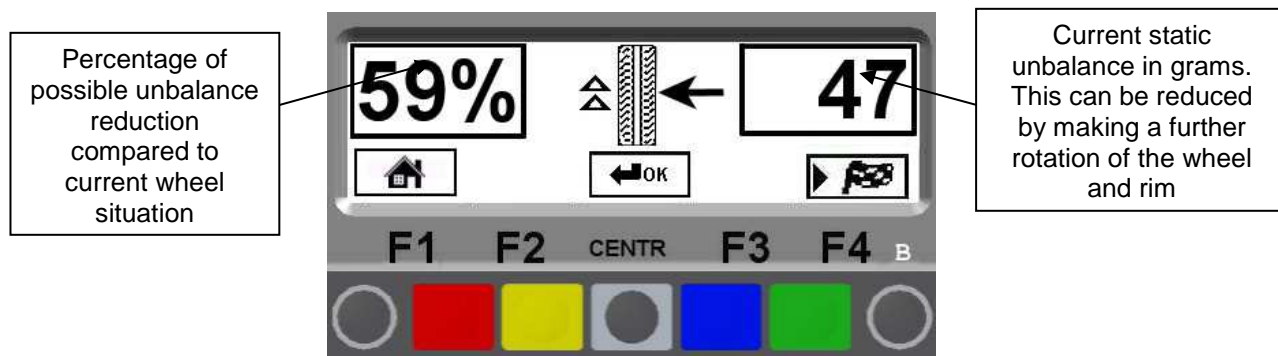 Percentage of
possible unbalance
reduction
compared to
current wheel
situation
59%
47
OK
F1 F2 CENTR F3 F4 B
Current static
unbalance in grams.
This can be reduced
by making a further
rotation of the wheel
and rim